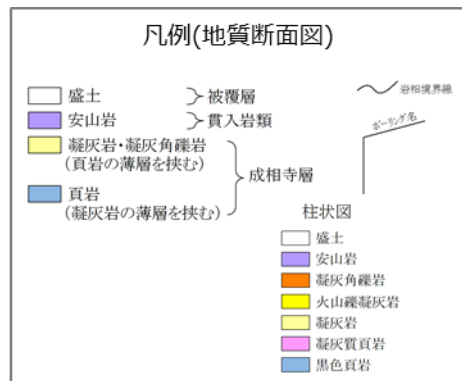 凡例(地質断面図)
盛土
被覆層
安山岩
貫入岩類
凝灰岩・凝灰角礫岩
(頁岩の薄層を挟む)
成相寺層
頁岩
(凝灰岩の薄層を挟む)
岩相境界線
ボーリング名
柱状図
盛土
安山岩
凝灰角礫岩
火山礫凝灰岩
凝灰岩
凝灰質頁岩
黒色頁岩